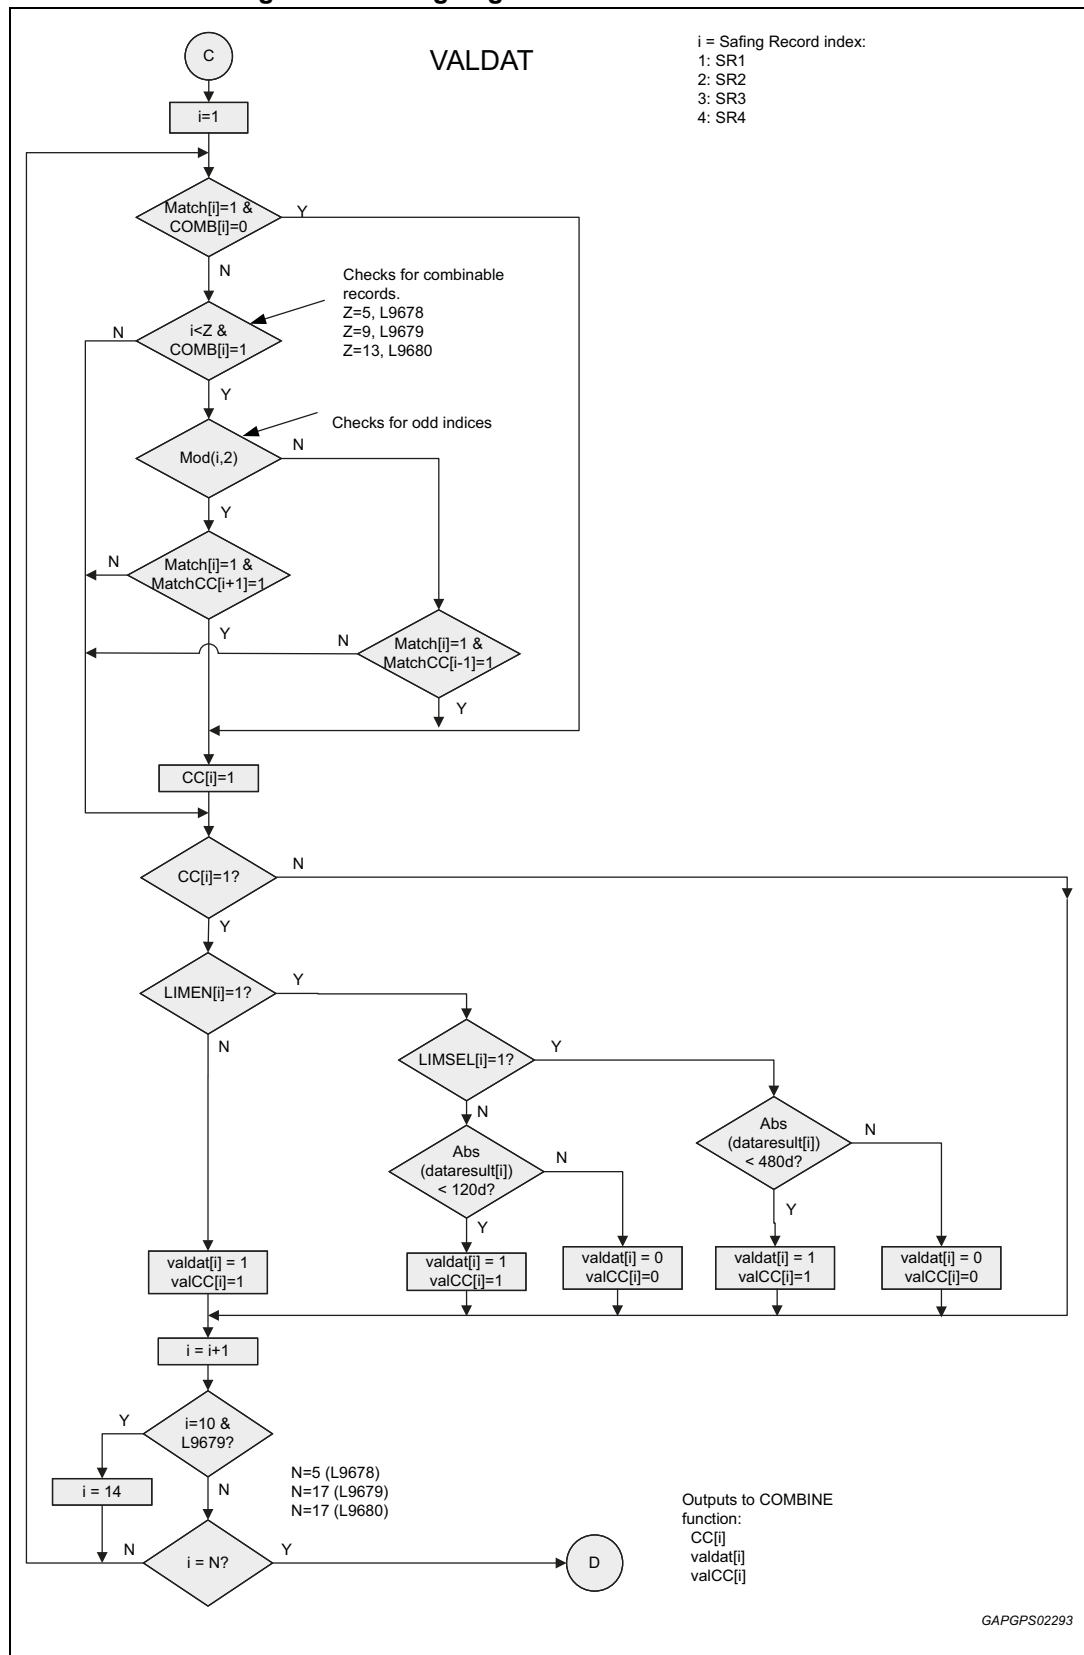 C
VALDAT
i = Safing Record index:
1: SR1
2: SR2
3: SR3
4: SR4
i=1
Match[i]=1 &
COMB[i]=0
Y
N
Checks for combinable
records.
Z=5, L9678
Z=9, L9679
Z=13, L9680
i<Z &
COMB[i]=1
N
Y
Checks for odd indices
Mod(i,2)
N
Y
Match[i]=1 &
MatchCC[i+1]=1
N
Y
Match[i]=1 &
MatchCC[i-1]=1
N
Y
CC[i]=1
CC[i]=1?
N
Y
LIMEN[i]=1?
Y
N
LIMSEL[i]=1?
Y
N
Abs
(dataresult[i])
< 120d?
N
Y
Abs
(dataresult[i])
< 480d?
N
Y
valdat[i] = 1
valCC[i]=1
valdat[i] = 1
valCC[i]=1
valdat[i] = 0
valCC[i]=0
valdat[i] = 1
valCC[i]=1
valdat[i] = 0
valCC[i]=0
i = i+1
i=10 &
L9679?
Y
N
i = 14
N=5 (L9678)
N=17 (L9679)
N=17 (L9680)
i = N?
N
Y
D
Outputs to COMBINE
function:
CC[i]
valdat[i]
valCC[i]
GAPGPS02293